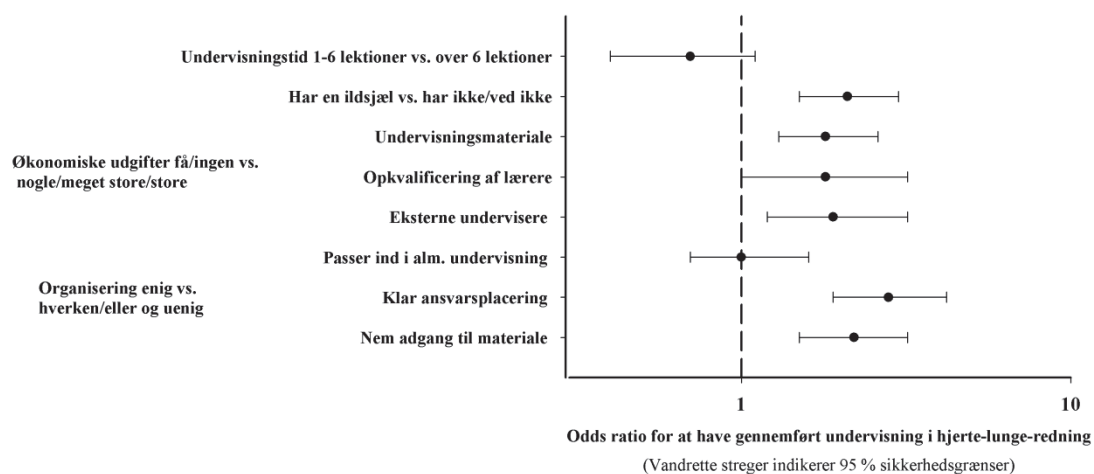 Undervisningstid 1-6 lektioner vs. over 6 lektioner
Har en ildsjæl vs. har ikke/ved ikke
Økonomiske udgifter få/ingen vs.
nogle/meget store/store
Undervisningsmateriale
Opkvalificering af lærere
Eksterne undervisere
Organisering enig vs.
hverken/eller og uenig
Passer ind i alm. undervisning
Klar ansvarsplacering
Nem adgang til materiale
1
10
Odds ratio for at have gennemført undervisning i hjerte-lunge-redning
(Vandrette streger indikerer 95 % sikkerhedsgrænser)